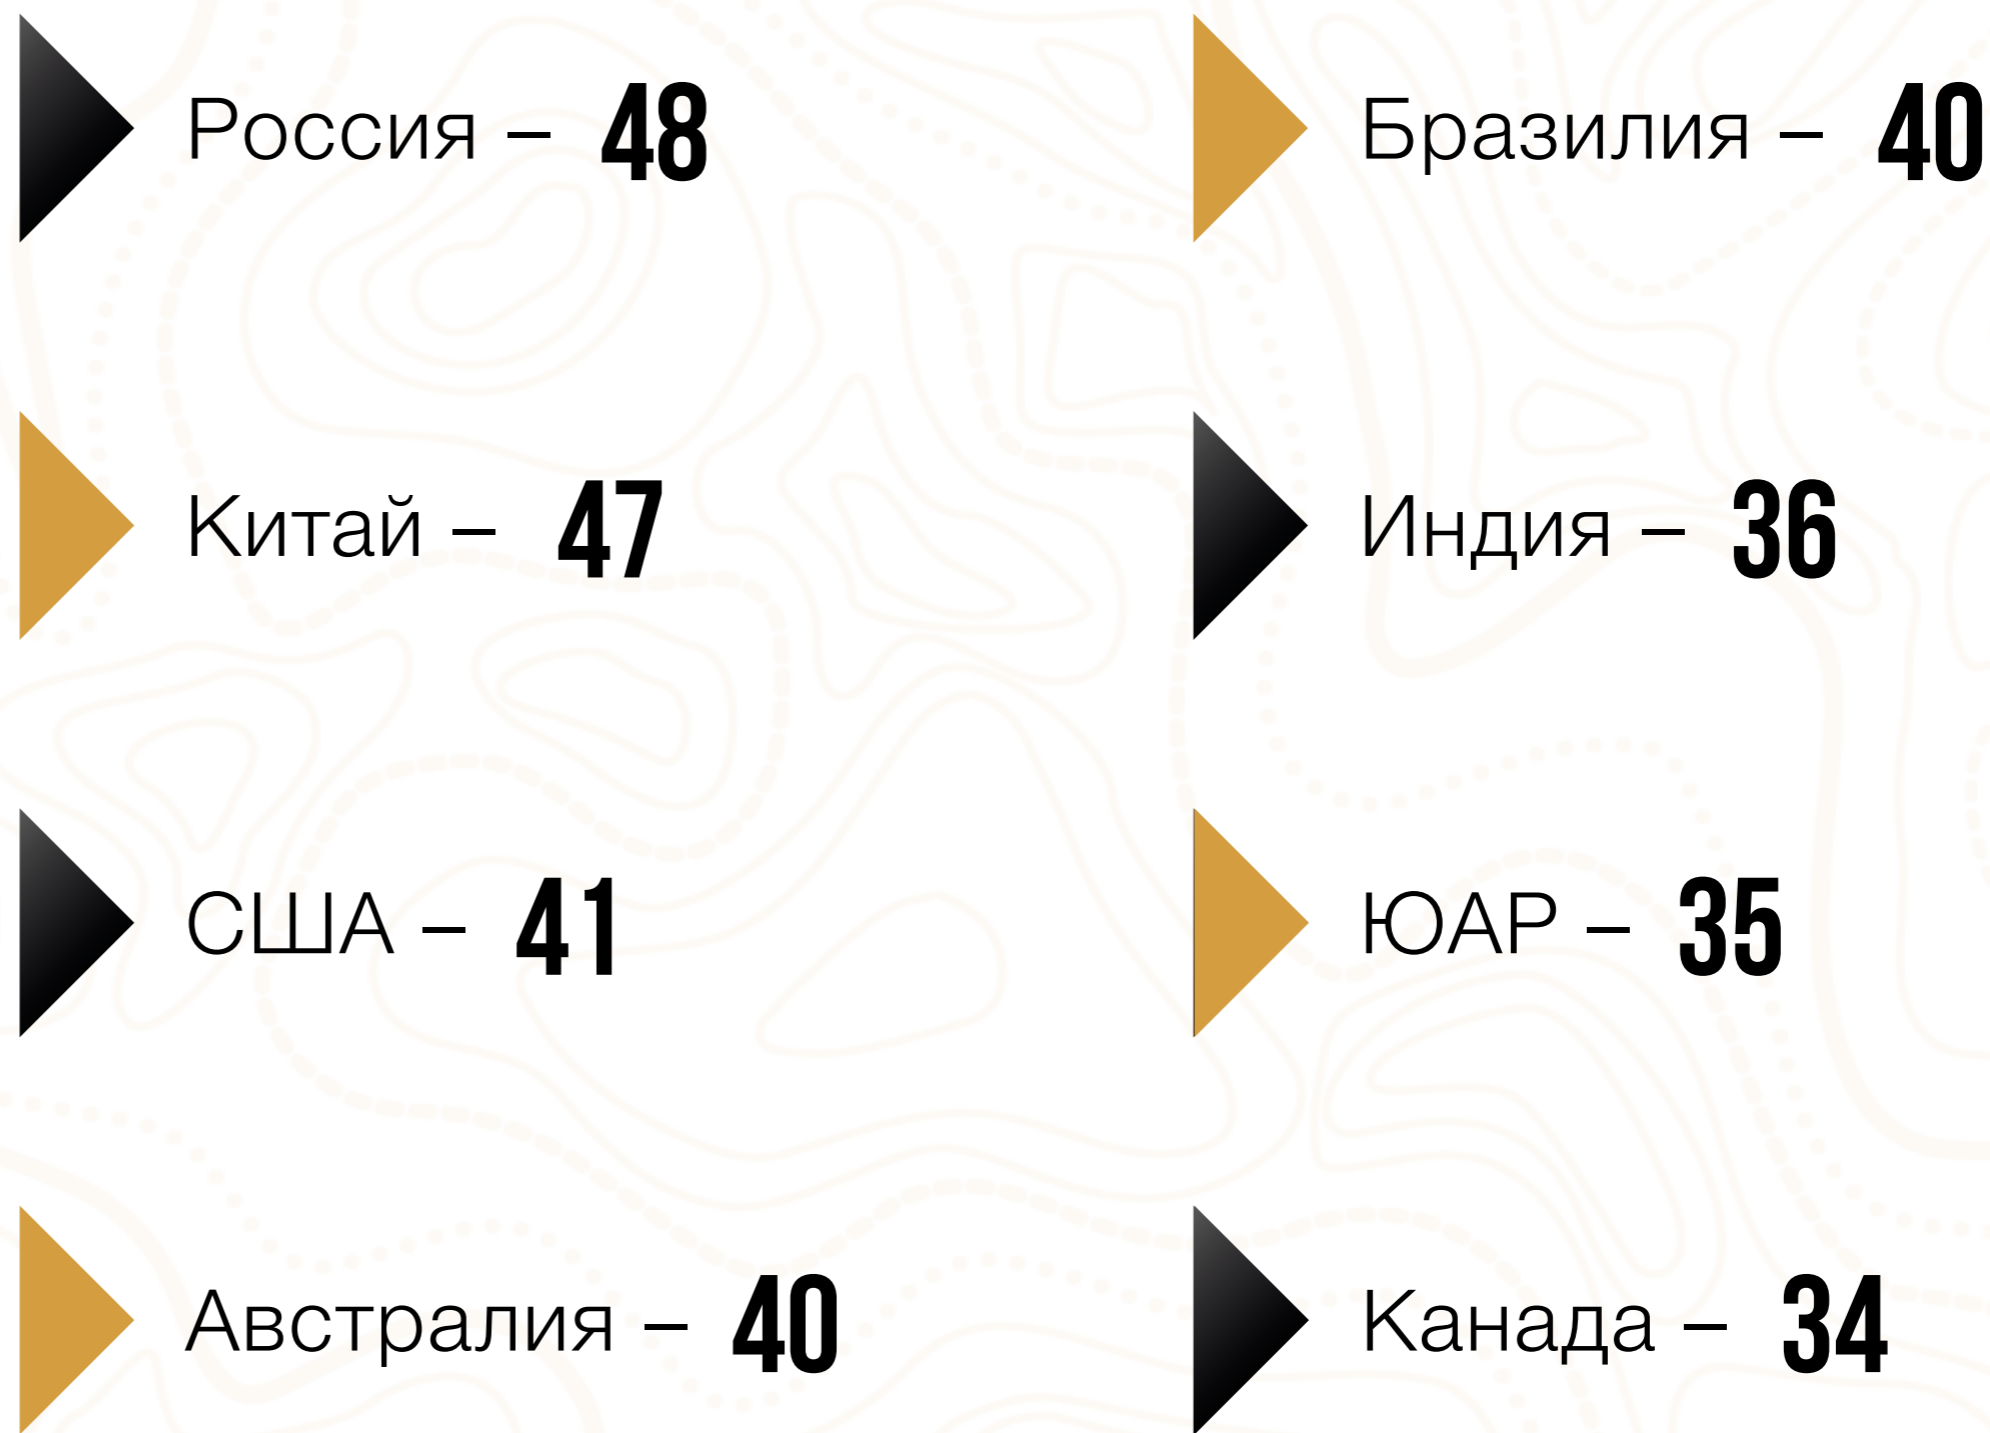 Россия – 48
Китай – 47
США – 41
Австралия – 40
Бразилия – 40
Индия – 36
ЮАР – 35
Канада – 34